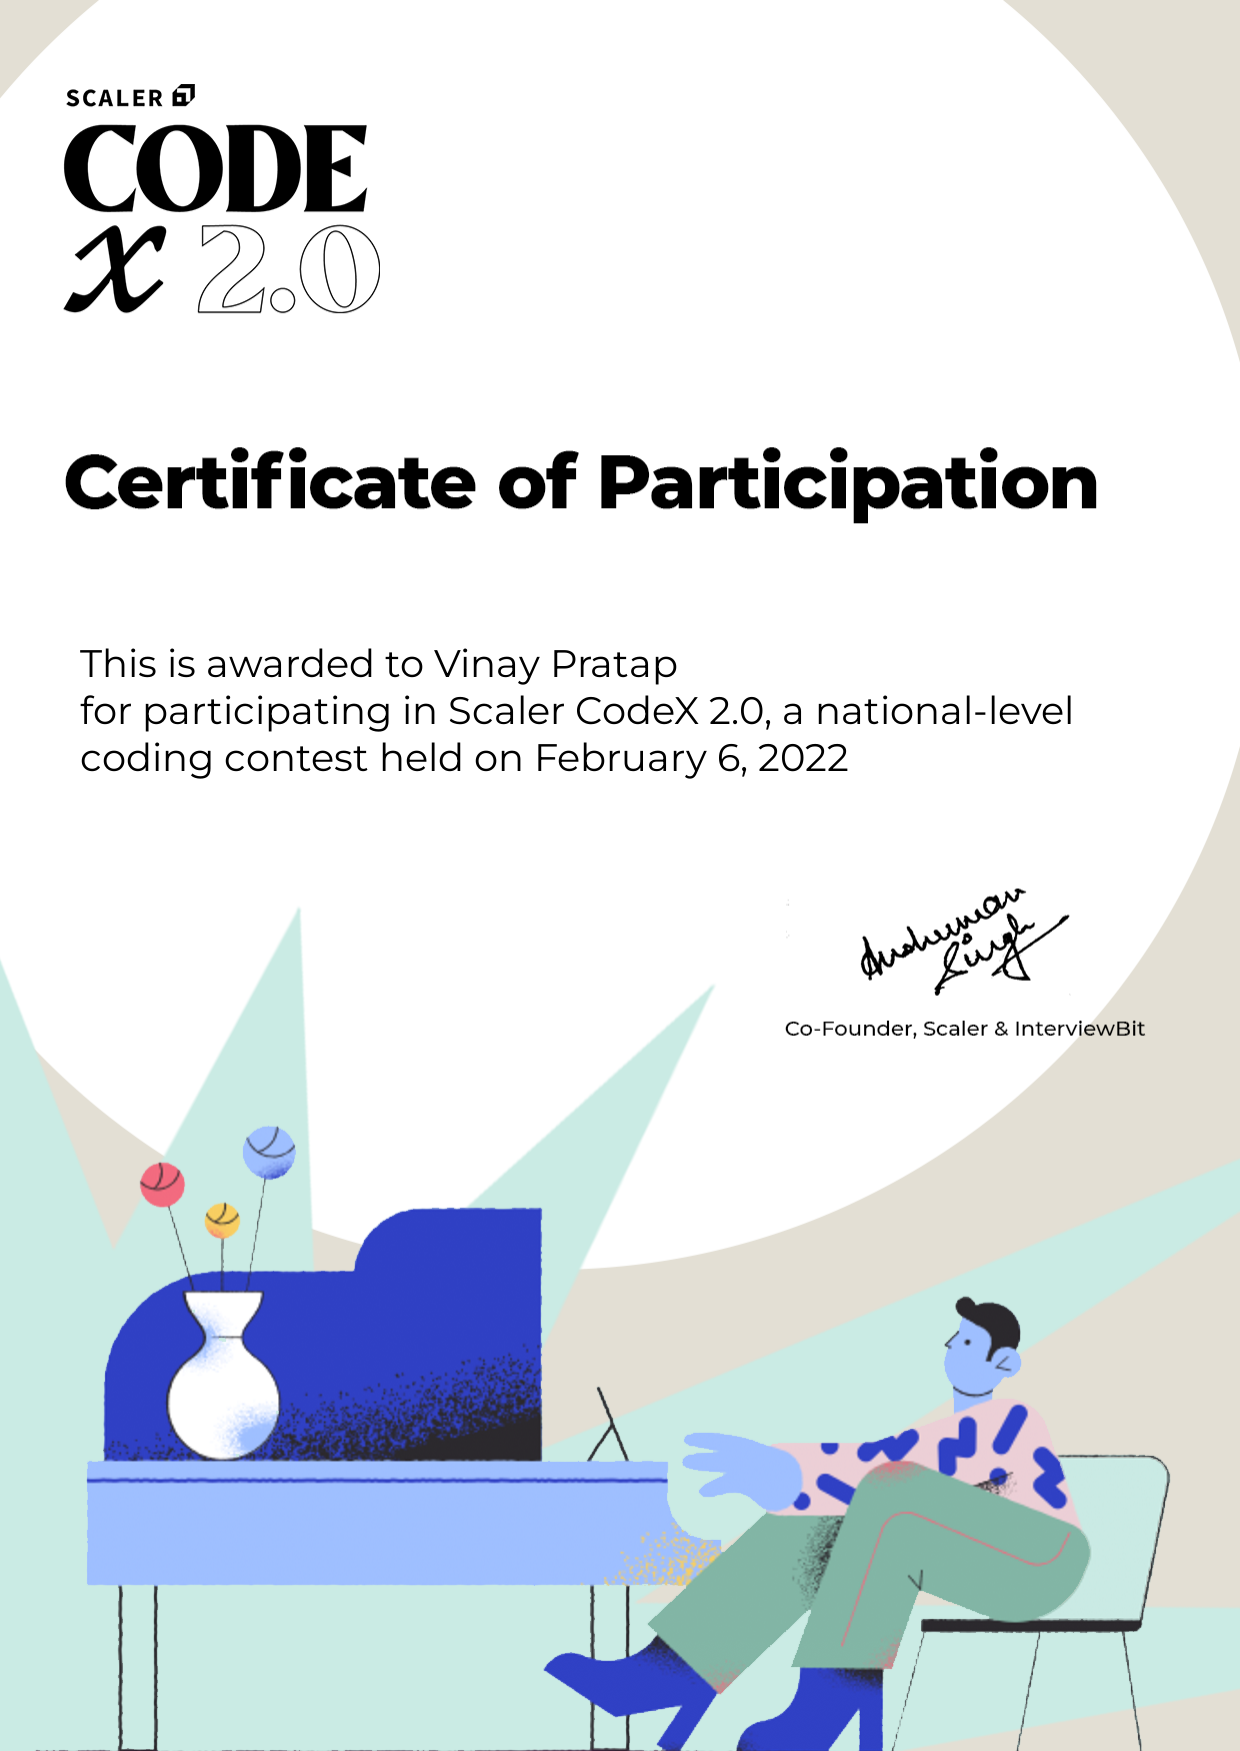 SCALER
CODE
X 2.0
Certificate of Participation
This is awarded to Vinay Pratap
for participating in Scaler CodeX 2.0, a national-level
coding contest held on February 6, 2022
Anshuman
Singh
Co-Founder, Scaler & InterviewBit